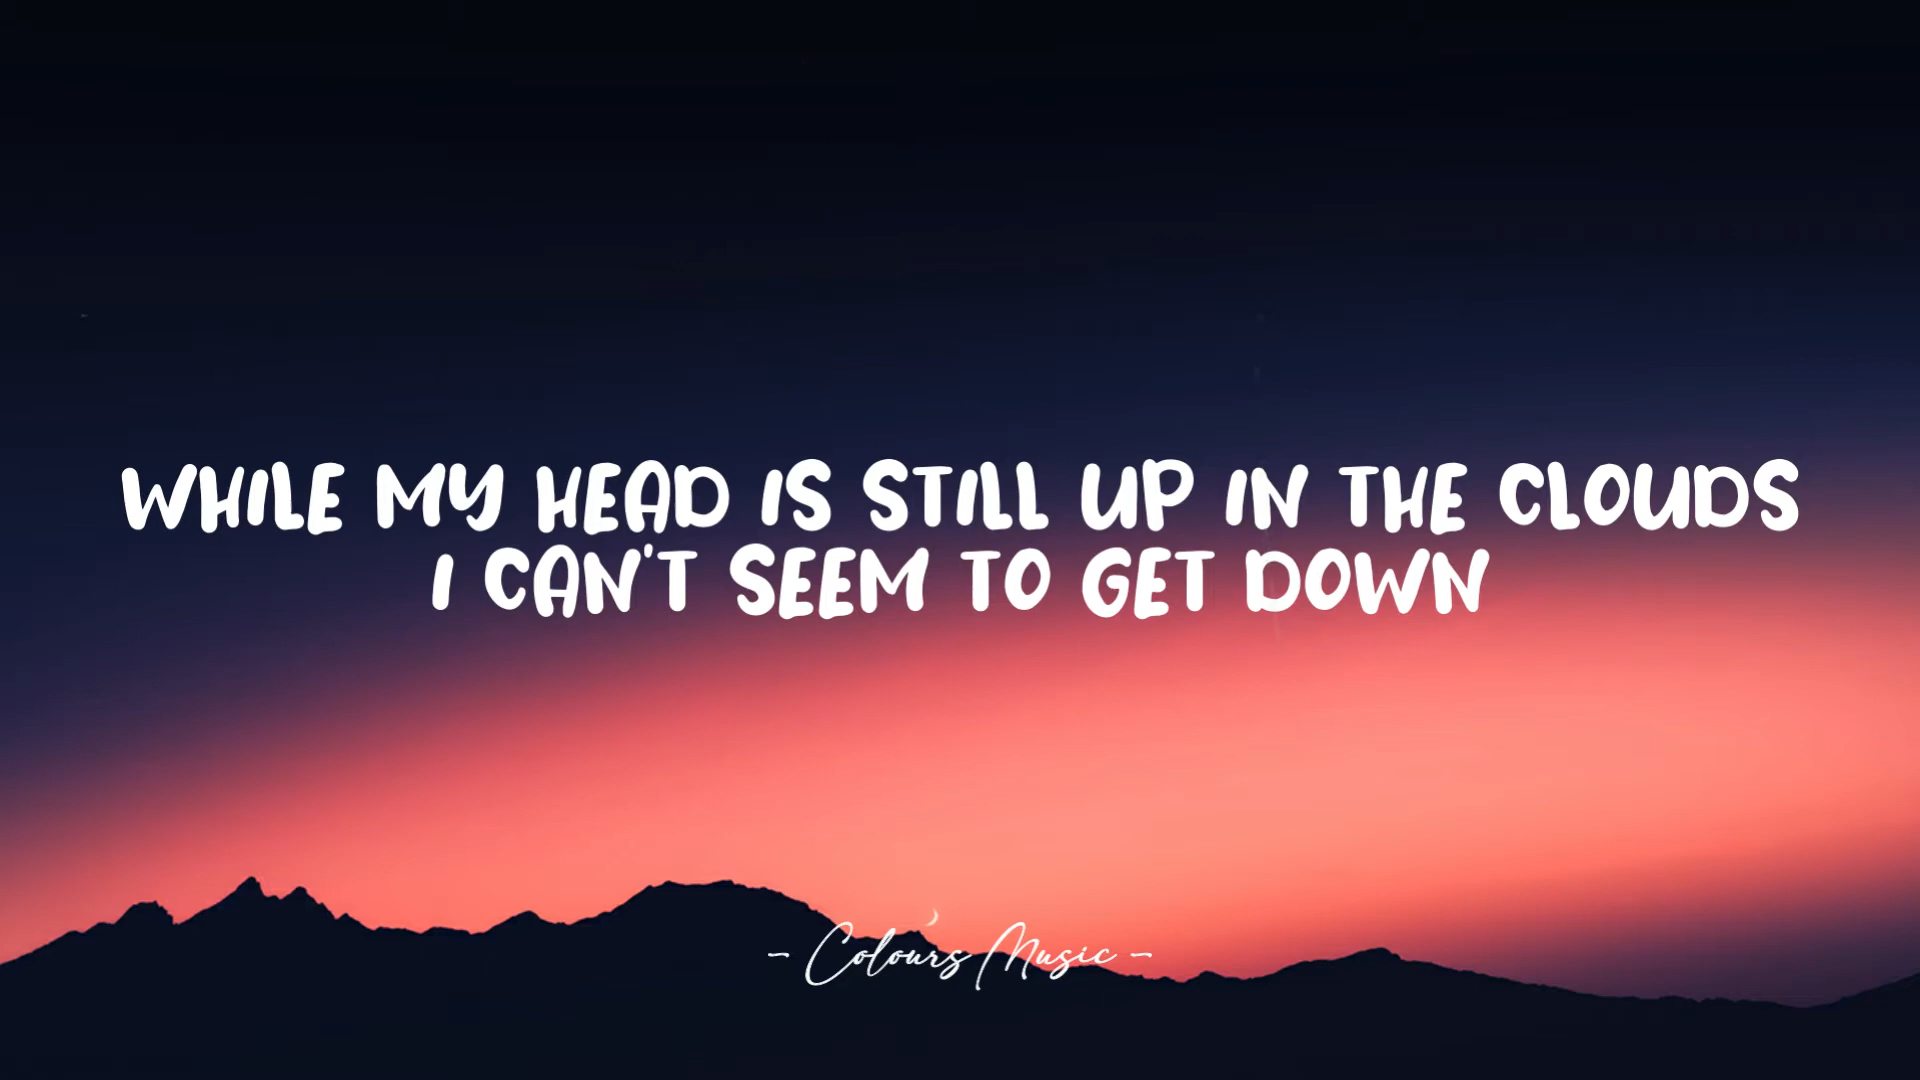 WHILE MY HEAD IS STILL UP IN THE CLOUDS
I CAN'T SEEM TO GET DOWN
- Colours Music -